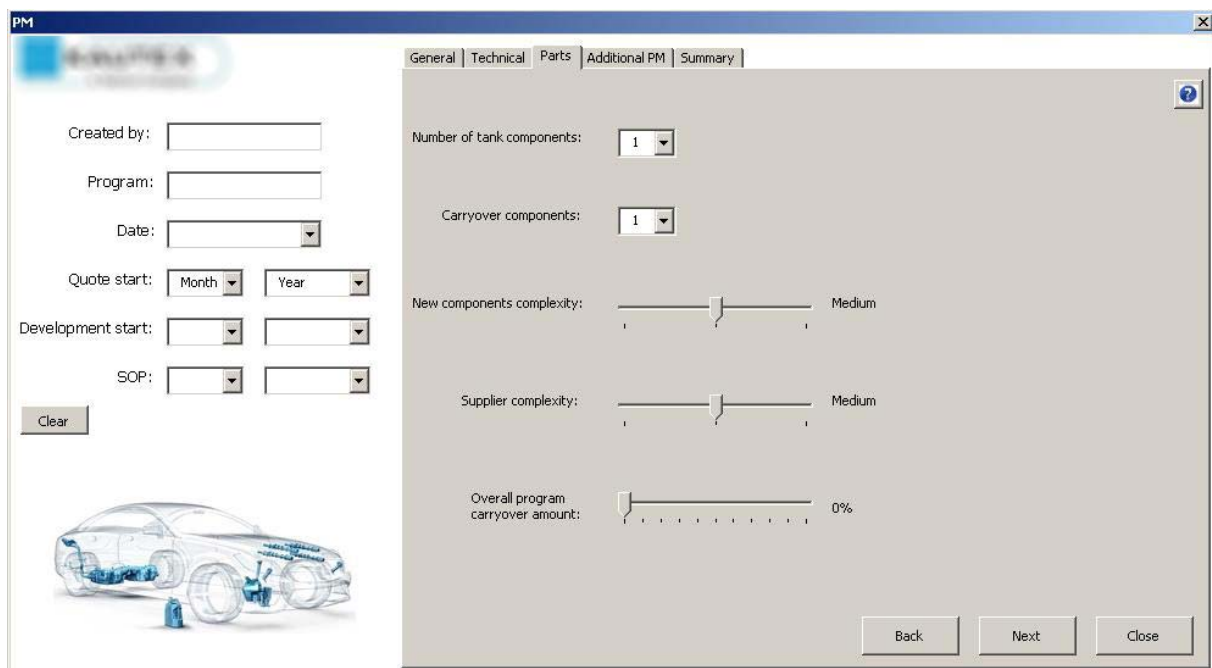 PM
General
Technical
Parts
Additional PM
Summary
Created by:
Program:
Date:
Quote start:
Month
Year
Development start:
SOP:
Clear
Number of tank components:
1
Carryover components:
1
New components complexity:
Medium
Supplier complexity:
Medium
Overall program
carryover amount:
0%
Back
Next
Close